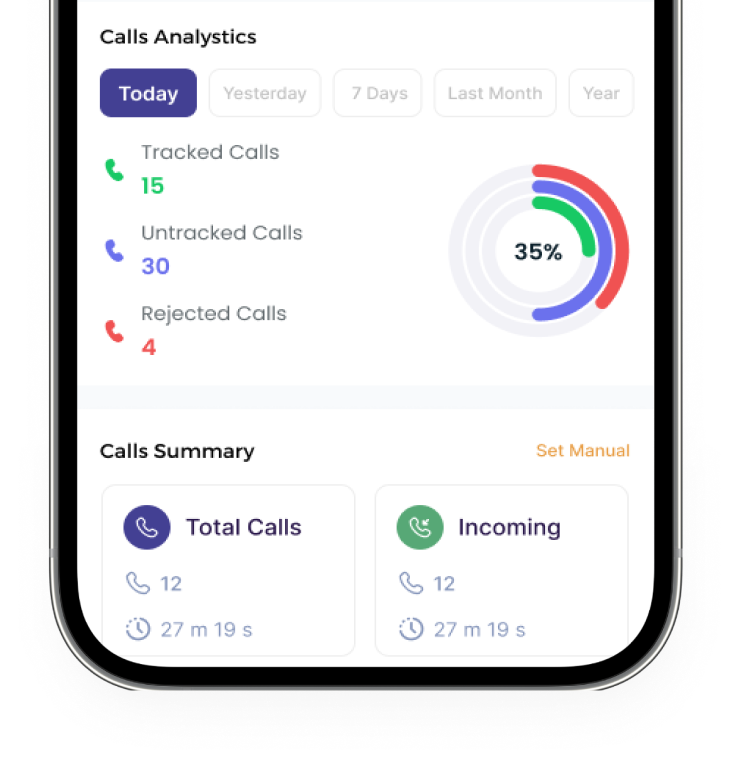 Calls Analystics
Today Yesterday 7 Days Last Month Year
Tracked Calls
15
Untracked Calls
30
35%
Rejected Calls
4
Calls Summary Set Manual
Total Calls Incoming
12 12
27 m 19 s 27 m 19 s